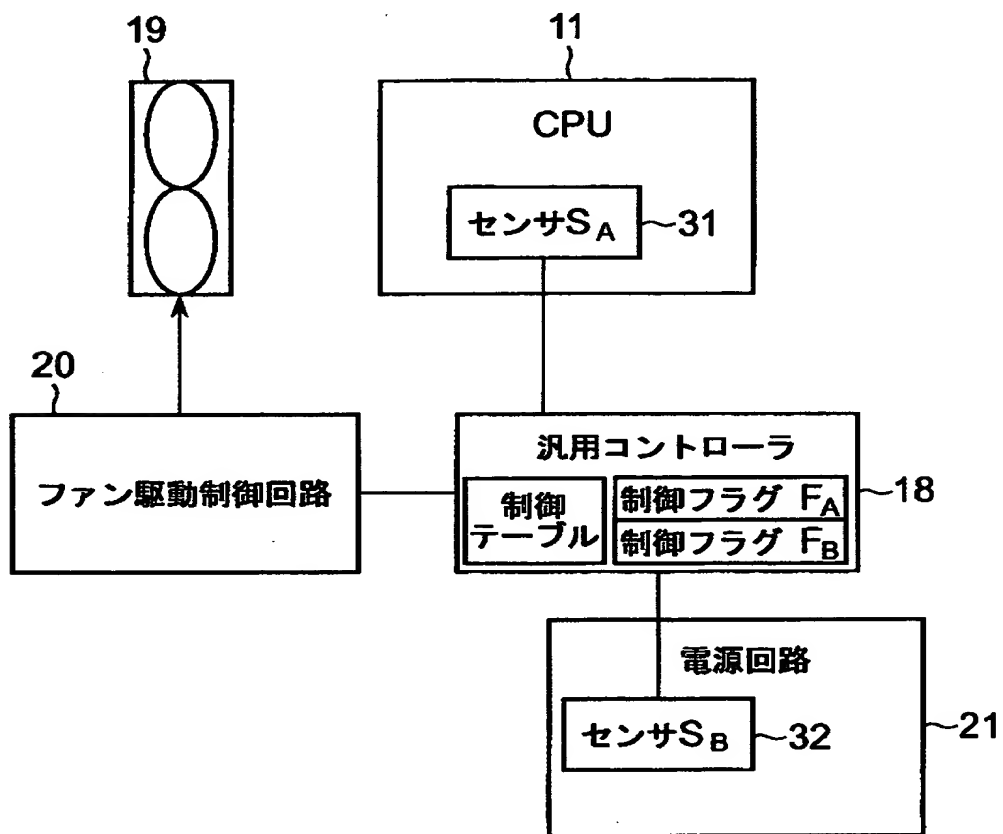 19
11
CPU
センサSA
31
20
ファン駆動制御回路
汎用コントローラ
制御
テーブル
制御フラグ FA
制御フラグ FB
18
電源回路
センサSB
32
21